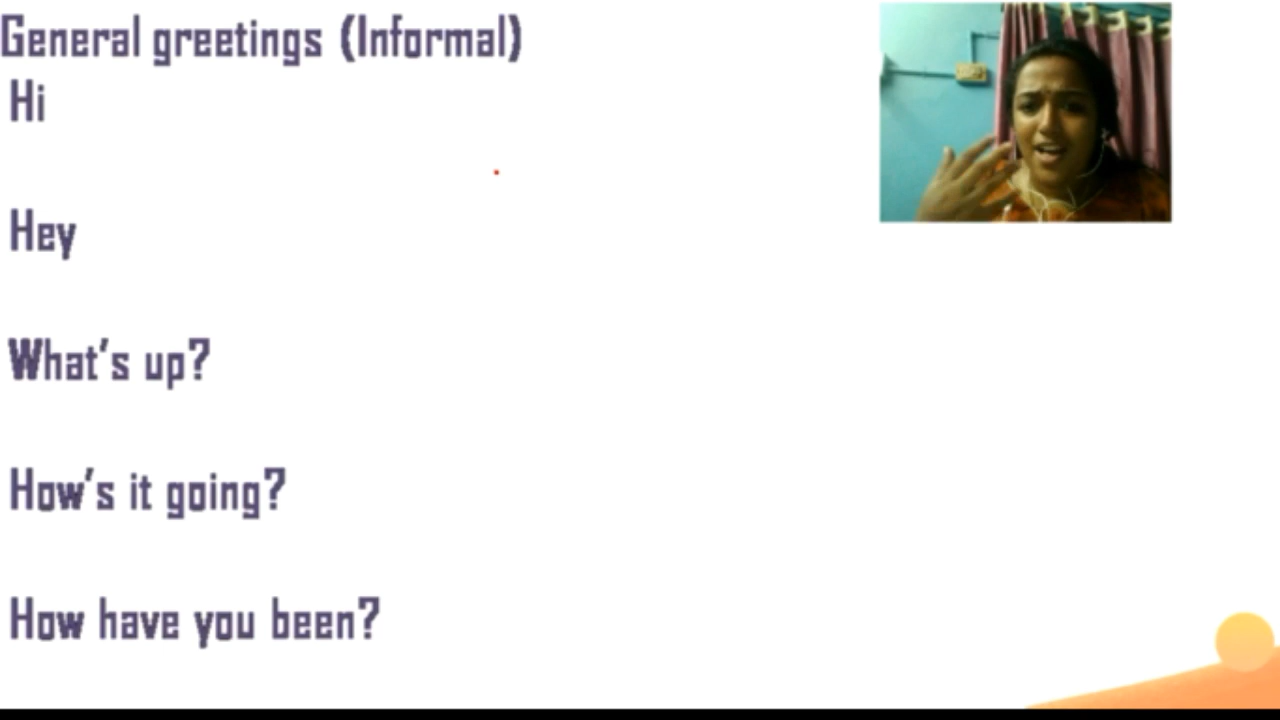 General greetings (Informal)
Hi
Hey
What's up?
How's it going?
How have you been?